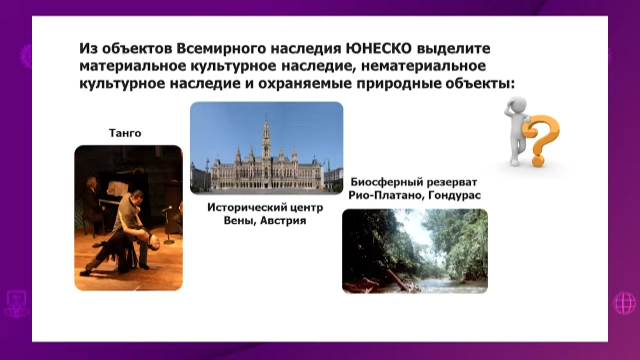 Из объектов Всемирного наследия ЮНЕСКО выделите
материальное культурное наследие, нематериальное
культурное наследие и охраняемые природные объекты:
Танго
Исторический центр
Вены, Австрия
Биосферный резерват
Рио-Платано, Гондурас